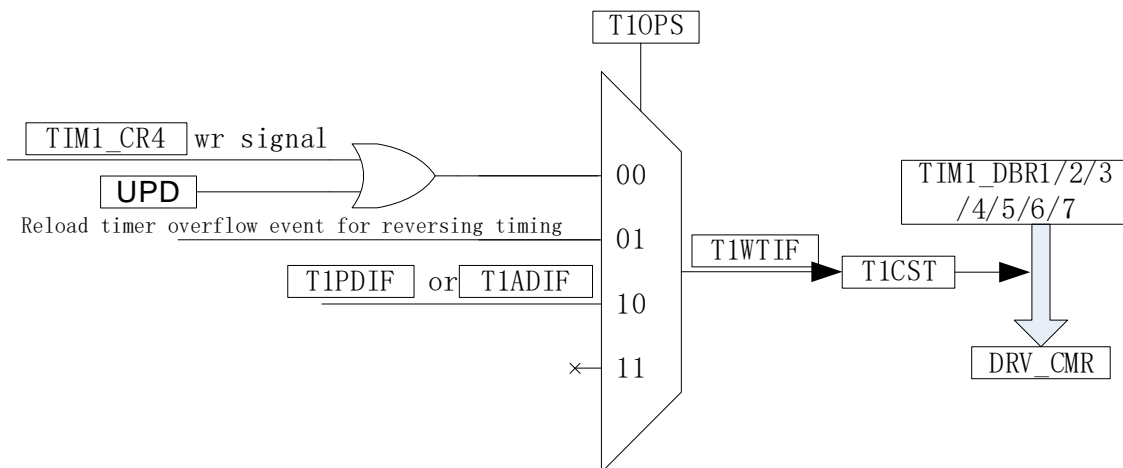 T1OPS
TIM1_CR4 wr signal
UPD
00
Reload timer overflow event for reversing timing
01
T1PDIF or T1ADIF
10
11
T1WTIF
T1CST
TIM1_DBR1/2/3
/4/5/6/7
DRV_CMR